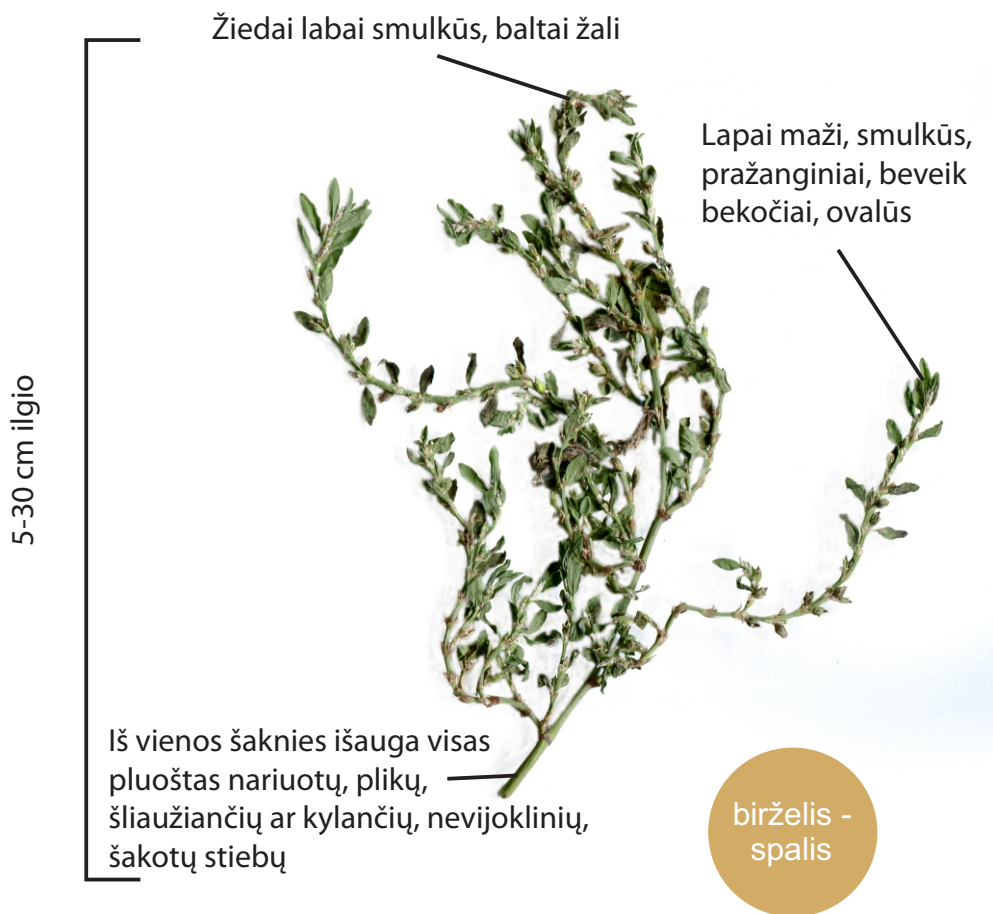 Žiedai labai smulkūs, baltai žali
Lapai maži, smulkūs,
pražanginiai, beveik
bekočiai, ovalūs
5-30 cm ilgio
Iš vienos šaknies išauga visas
pluoštas nariuotų, plikų,
šliaužiančių ar kylančių, nevijoklinių,
šakotų stiebų
birželis -
spalis